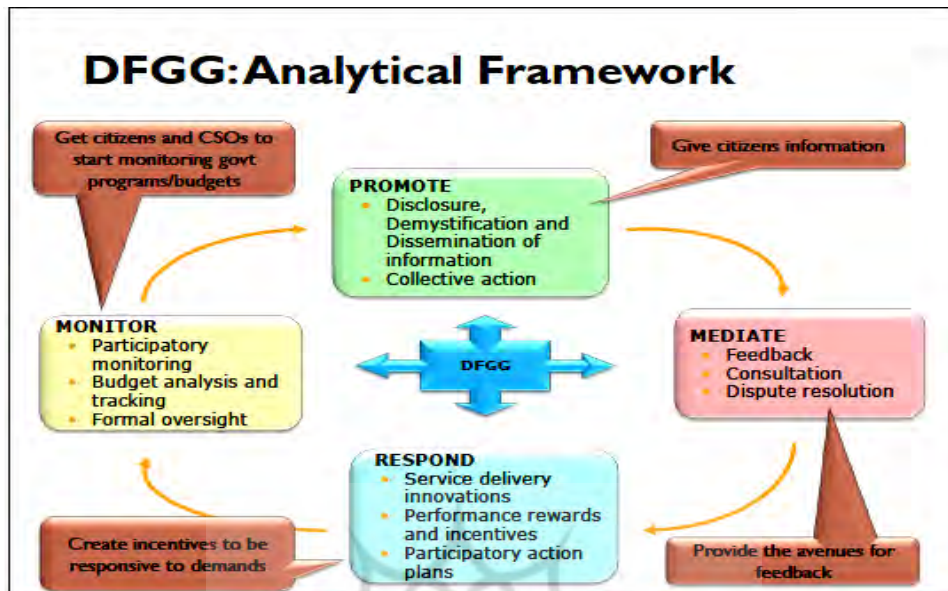 DFGG: Analytical Framework
Get citizens and CSOs to
start monitoring govt
programs/budgets
Give citizens information
PROMOTE
• Disclosure,
Demystification and
Dissemination of
information
• Collective action
MONITOR
• Participatory
monitoring
• Budget analysis and
tracking
• Formal oversight
DFGG
MEDIATE
• Feedback
• Consultation
• Dispute resolution
RESPOND
• Service delivery
innovations
• Performance rewards
and incentives
• Participatory action
plans
Create incentives to be
responsive to demands
Provide the avenues for
feedback